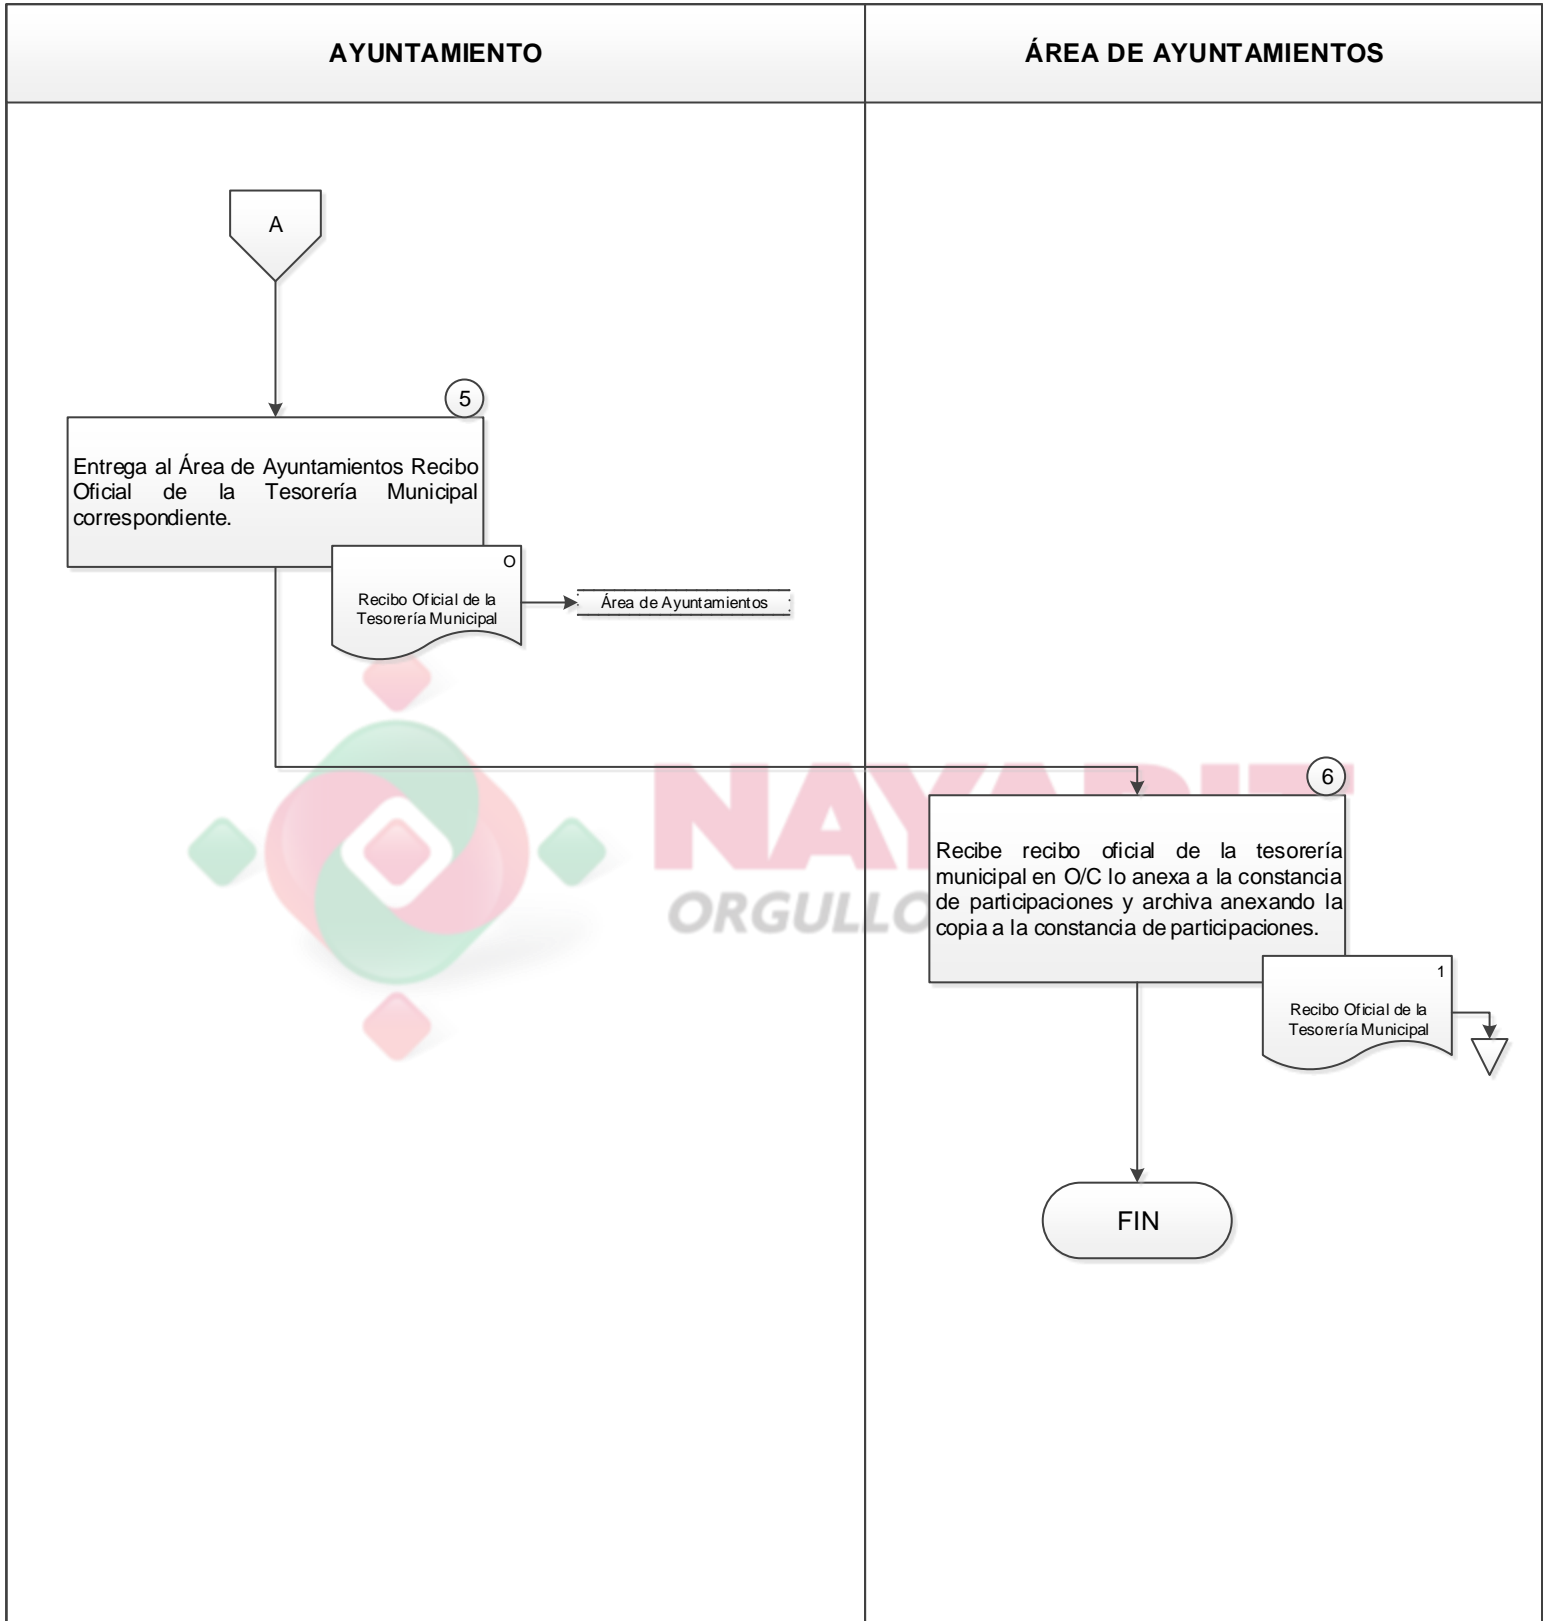 AYUNTAMIENTO
ÁREA DE AYUNTAMIENTOS
A
5
Entrega al Área de Ayuntamientos Recibo
Oficial de la Tesorería Municipal
correspondiente.
O
Recibo Oficial de la
Tesorería Municipal
Área de Ayuntamientos
NAYARIT
ORGULLO
6
Recibe recibo oficial de la tesorería
municipal en O/C lo anexa a la constancia
de participaciones y archiva anexando la
copia a la constancia de participaciones.
1
Recibo Oficial de la
Tesorería Municipal
FIN